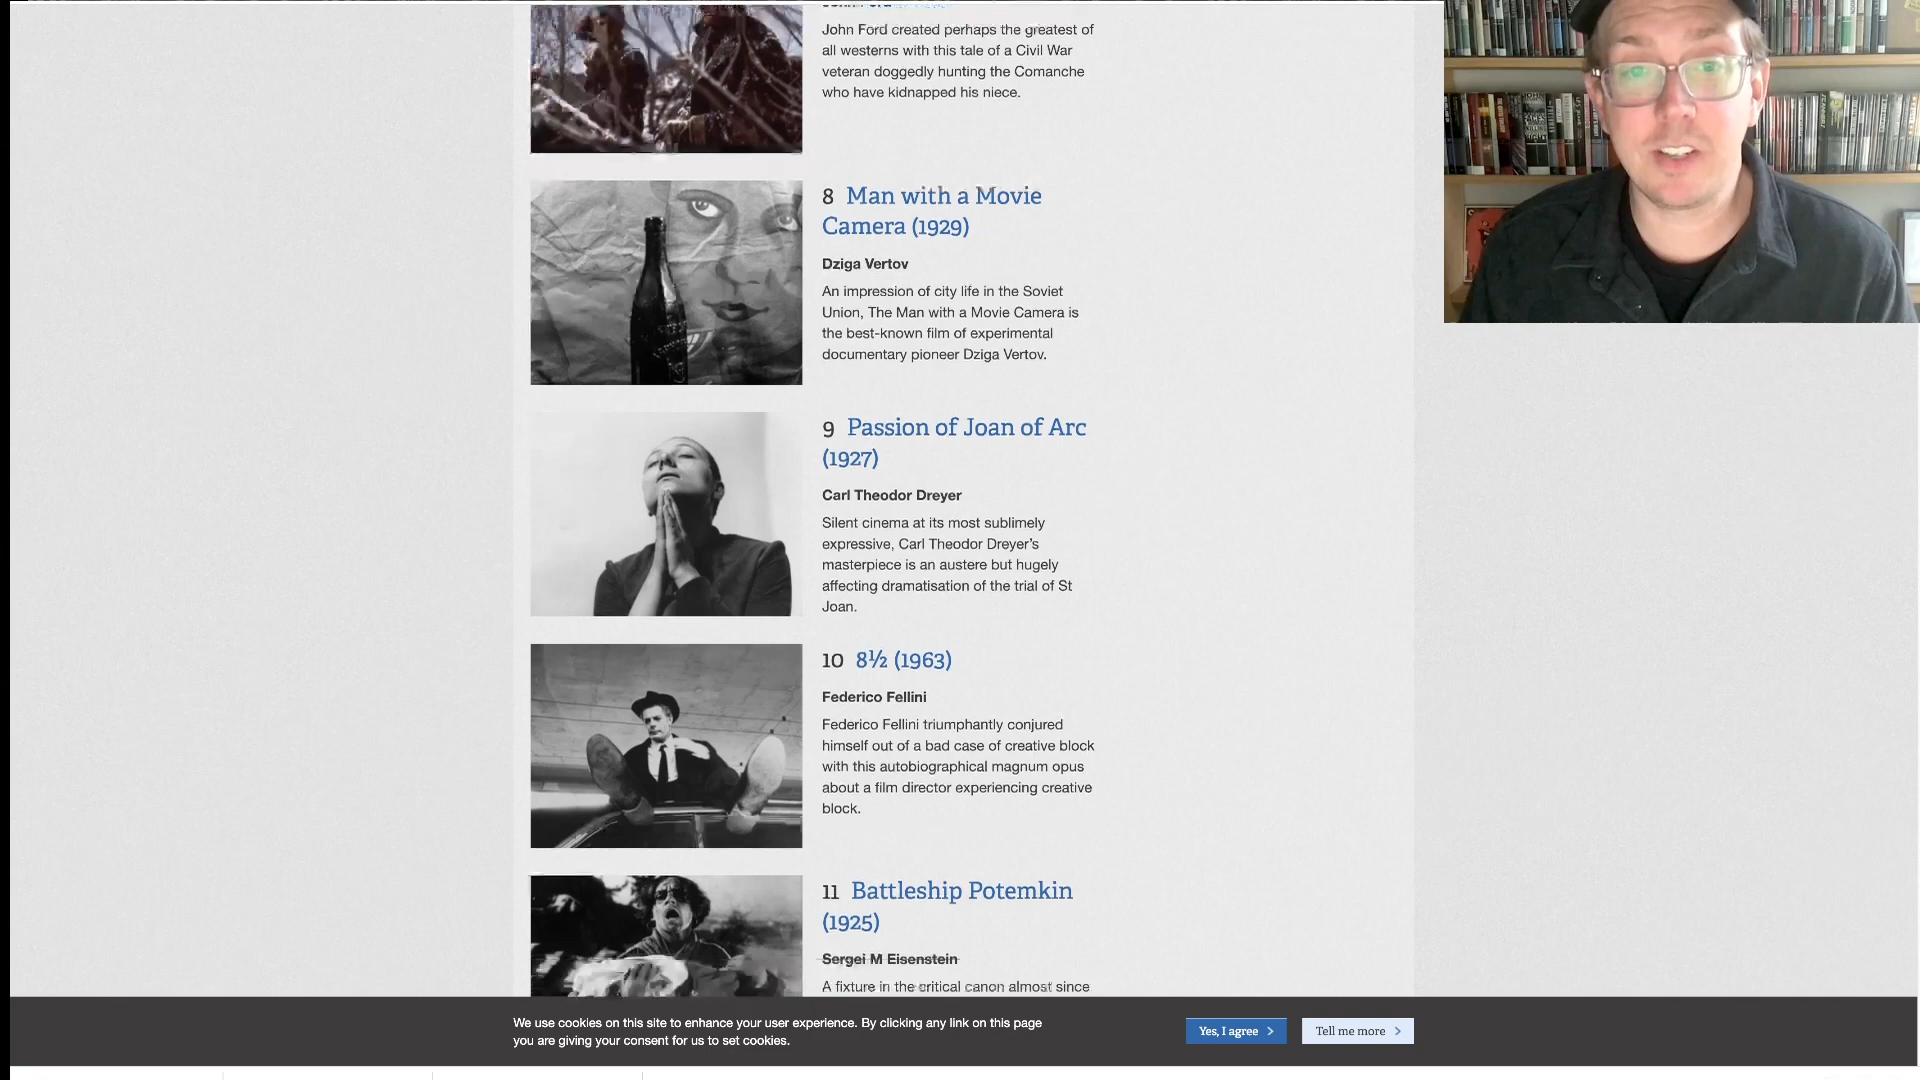 John Ford created perhaps the greatest of
all westerns with this tale of a Civil War
veteran doggedly hunting the Comanche
who have kidnapped his niece.
8 Man with a Movie
Camera (1929)
Dziga Vertov
An impression of city life in the Soviet
Union, The Man with a Movie Camera is
the best-known film of experimental
documentary pioneer Dziga Vertov.
9 Passion of Joan of Arc
(1927)
Carl Theodor Dreyer
Silent cinema at its most sublimely
expressive, Carl Theodor Dreyer’s
masterpiece is an austere but hugely
affecting dramatisation of the trial of St
Joan.
10 8½ (1963)
Federico Fellini
Federico Fellini triumphantly conjured
himself out of a bad case of creative block
with this autobiographical magnum opus
about a film director experiencing creative
block.
11 Battleship Potemkin
(1925)
Sergei M Eisenstein
A fixture in the critical canon almost since
We use cookies on this site to enhance your user experience. By clicking any link on this page
you are giving your consent for us to set cookies.
Yes, I agree
Tell me more